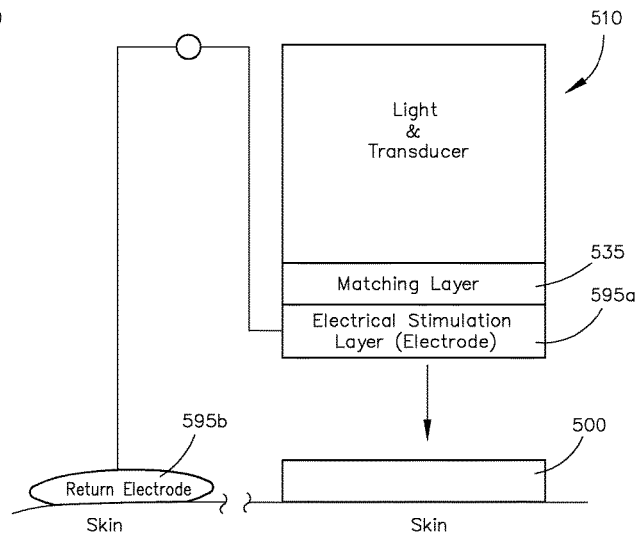 510
Light
&
Transducer
535
Matching Layer
595a
Electrical Stimulation
Layer (Electrode)
595b
500
Return Electrode
Skin
Skin